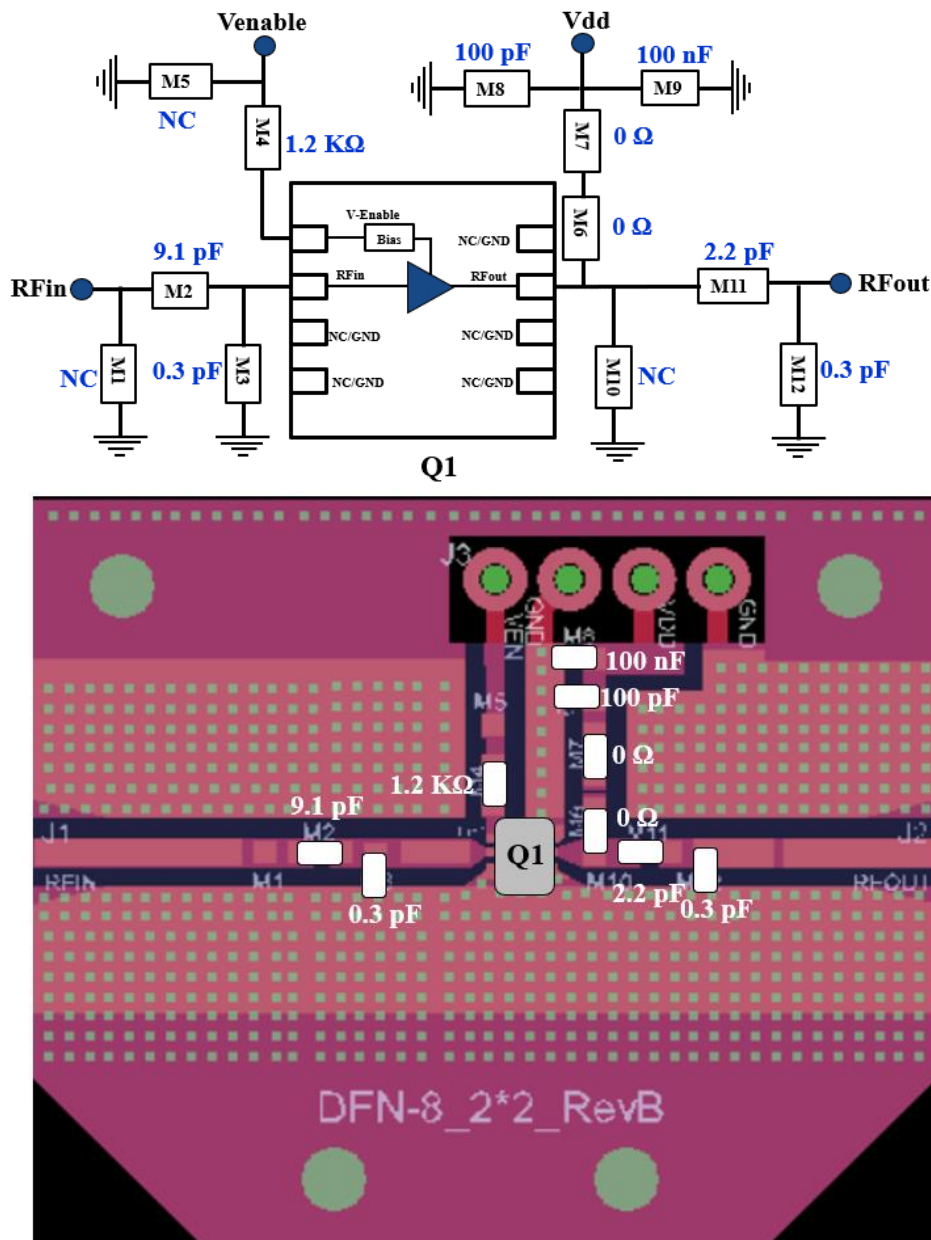 Venable
Vdd
100 pF
100 nF
M5
M8
M9
NC
M4
1.2 KΩ
M7
0 Ω
V-Enable
Bias
NC/GND
M6
0 Ω
9.1 pF
2.2 pF
RFin
M2
RFin
RFout
M11
RFout
M1
NC
0.3 pF
M3
NC/GND
NC/GND
M10
NC
M12
0.3 pF
NC/GND
NC/GND
Q1
J3
VEN
GND
VDD
GND
100 nF
M5
100 pF
M7
0 Ω
1.2 KΩ
9.1 pF
0 Ω
J1
M2
Q1
M11
J2
RFIN
M1
M10
2.2 pF
RFOUT
0.3 pF
0.3 pF
DFN-8_2*2_RevB